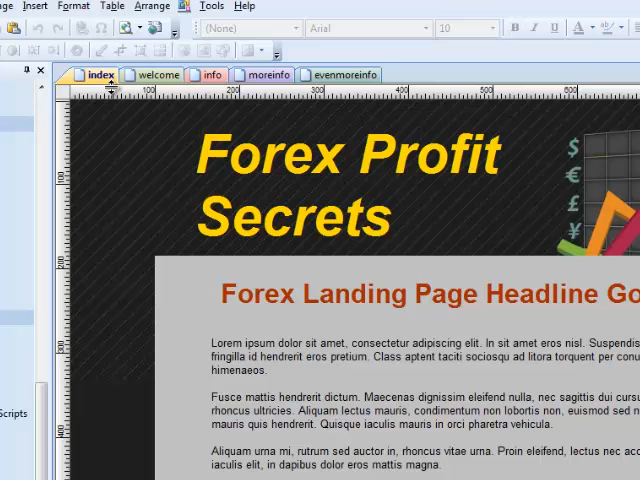 Insert Format Table Arrange Tools Help
(None) Arial 10 B I U A ab
index welcome info moreinfo evenmoreinfo
100 200 300 400 500 600
100
200
300
400
Forex Profit
Secrets
$
€
£
¥
Forex Landing Page Headline Go
Lorem ipsum dolor sit amet, consectetur adipiscing elit. In sit amet eros nisl. Suspendis
fringilla id hendrerit eros pretium. Class aptent taciti sociosqu ad litora torquent per conu
himenaeos.
Fusce mattis hendrerit dictum. Maecenas dignissim eleifend nulla, nec sagittis dui cursu
rhoncus ultricies. Aliquam lectus mauris, condimentum non lobortis non, euismod sed n
mauris quis hendrerit. Quisque iaculis mauris in orci pharetra vehicula.
Aliquam urna mi, rutrum sed auctor in, rhoncus vitae urna. Proin eleifend, lectus nec ac
iaculis elit, in dapibus dolor eros mattis magna.
Scripts